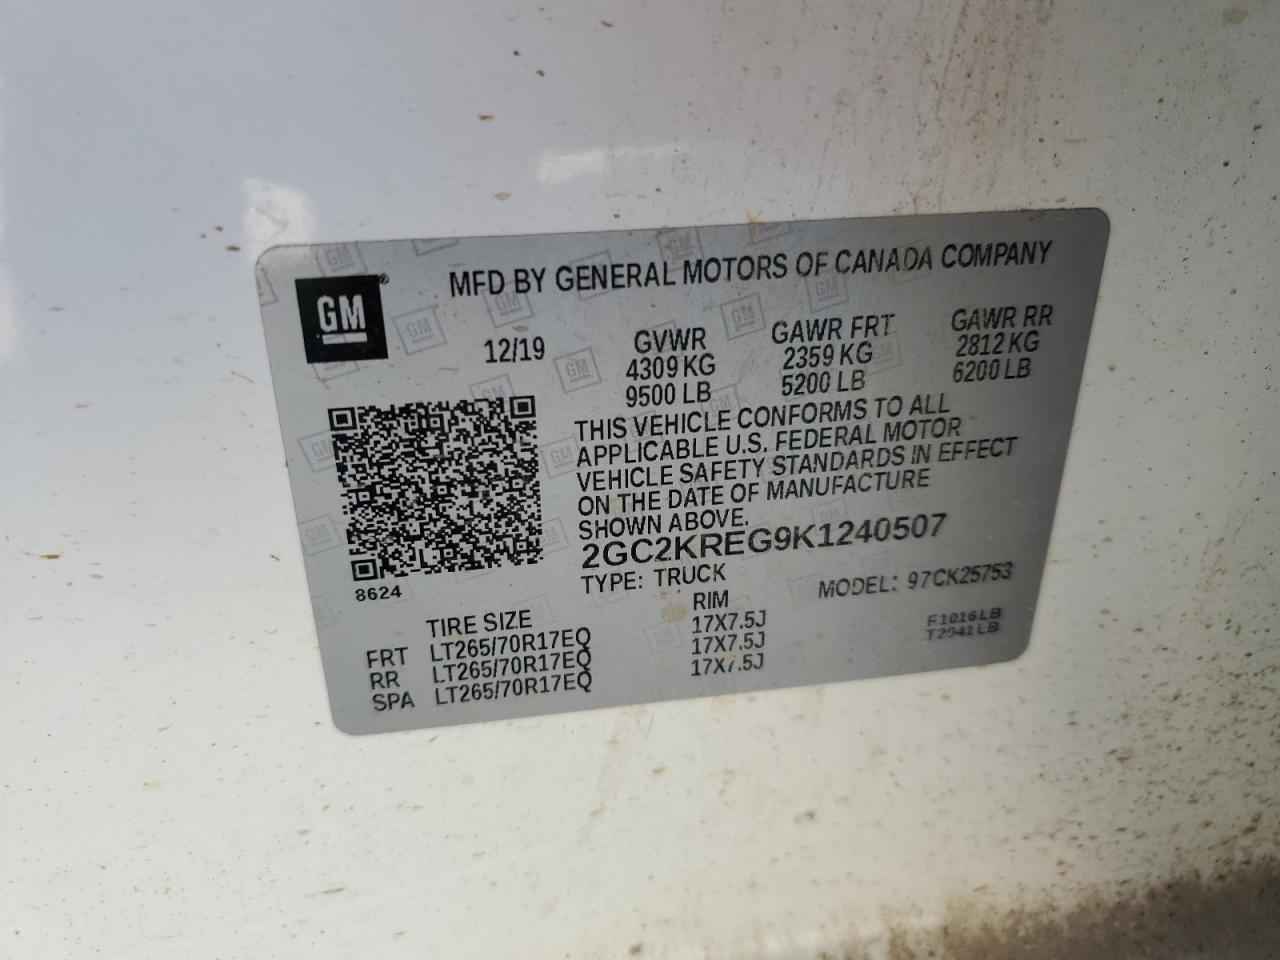 GM
MFD BY GENERAL MOTORS OF CANADA COMPANY
12/19
GVWR GAWR FRT GAWR RR
4309 KG 2359 KG 2812 KG
9500 LB 5200 LB 6200 LB
THIS VEHICLE CONFORMS TO ALL
APPLICABLE U.S. FEDERAL MOTOR
VEHICLE SAFETY STANDARDS IN EFFECT
ON THE DATE OF MANUFACTURE
SHOWN ABOVE.
2GC2KREG9K1240507
8624
TYPE: TRUCK MODEL: 97CK25753
TIRE SIZE RIM
FRT LT265/70R17EQ 17X7.5J F1016LB
RR LT265/70R17EQ 17X7.5J T2941LB
SPA LT265/70R17EQ 17X7.5J